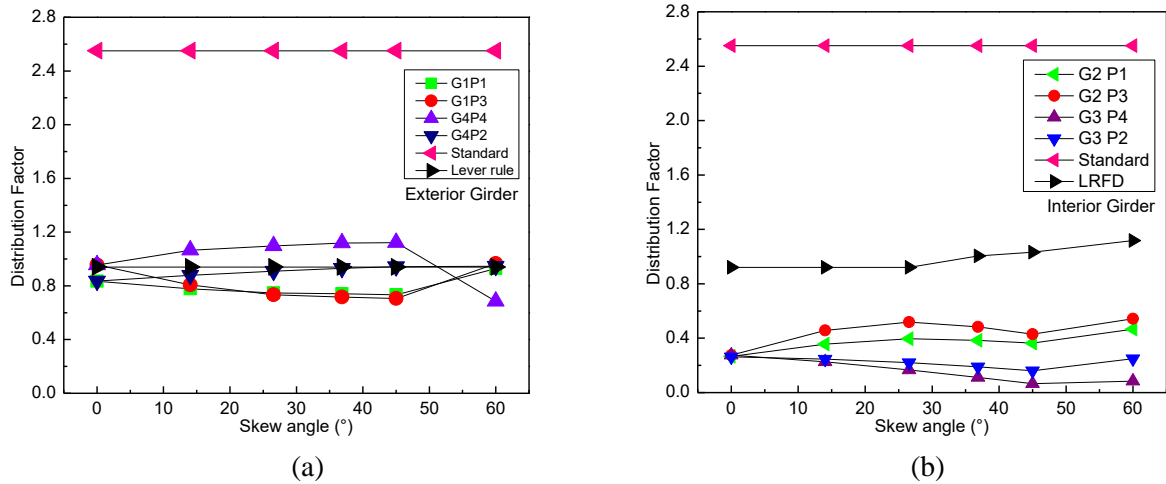 2.8
2.4
2.0
1.6
1.2
0.8
0.4
0.0
Distribution Factor
0 10 20 30 40 50 60
Skew angle (°)
G1P1
G1P3
G4P4
G4P2
Standard
Lever rule
Exterior Girder
(a)
2.8
2.4
2.0
1.6
1.2
0.8
0.4
0.0
Distribution Factor
0 10 20 30 40 50 60
Skew angle (°)
G2 P1
G2 P3
G3 P4
G3 P2
Standard
LRFD
Interior Girder
(b)